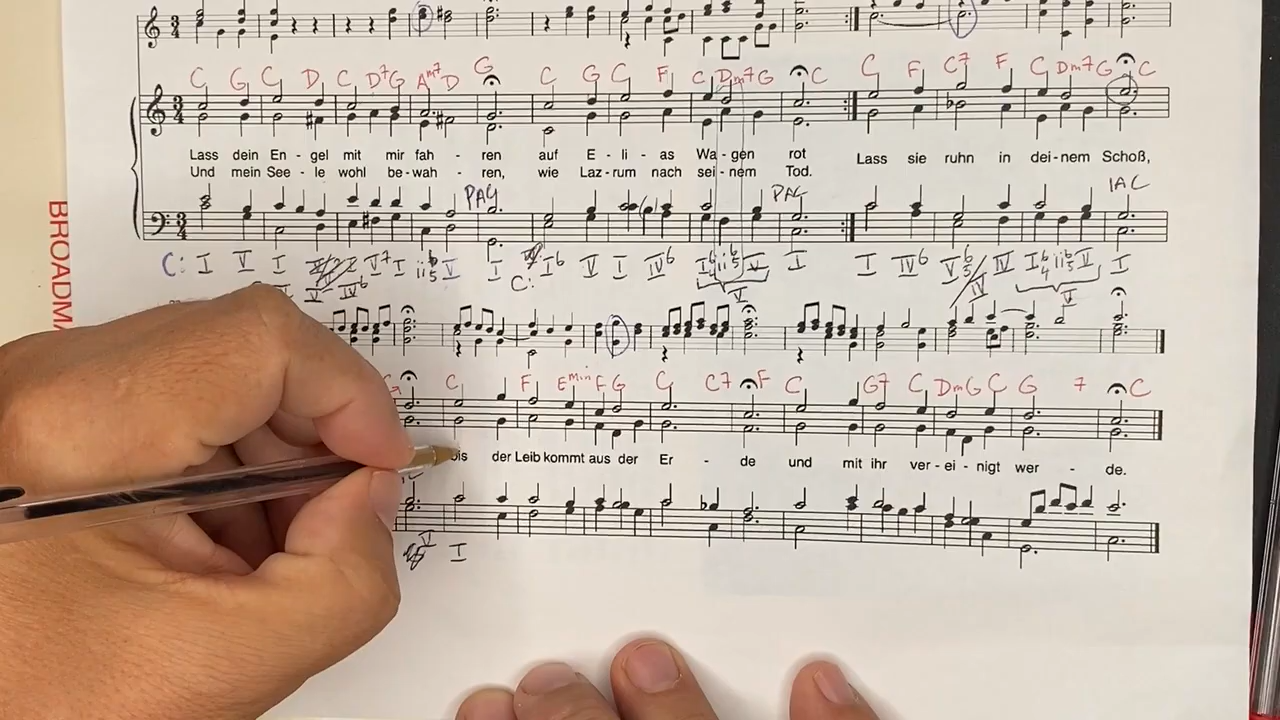 C G C D C D7 G Am7 D G C G C F C Dm7 G C C F C7 F C Dm7 G C
Lass dein En - gel mit mir fah - ren auf E - li - as Wa - gen rot Lass sie ruhn in dei - nem Schoß,
Und mein See - le wohl be - wah - ren, wie Laz - rum nach sei - nem Tod.
PAC PAC IAC
C: I V I V7 I ii6/5 V I C: I6 V I IV6 I6/4 ii6/5 V I I IV6 V6/5 IV I6/4 ii6/5 V I
V IV6 V IV V
C F Emin F G C C7 F C G7 C Dm G C G 7 C
bis der Leib kommt aus der Er - de und mit ihr ver - ei - nigt wer - de.
V I
BROADMA